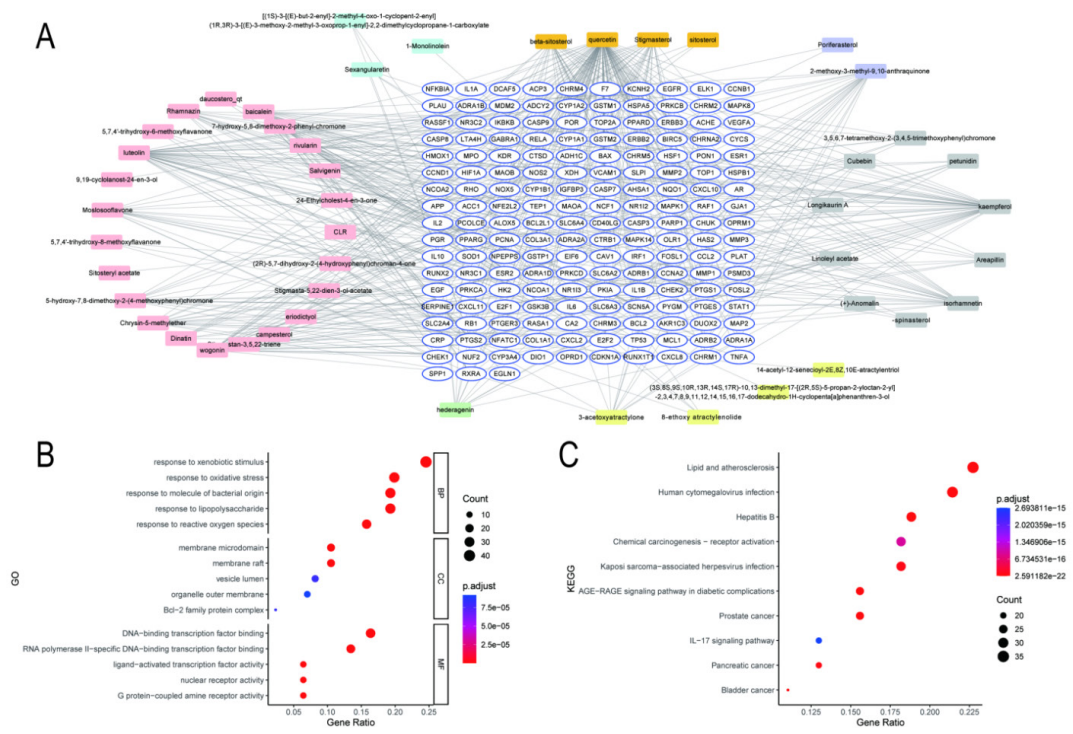 A
[(1S)-3-[(E)-but-2-enyl]-2-methyl-4-oxo-1-cyclopent-2-enyl]
(1R,3R)-3-[(E)-3-methoxy-2-methyl-3-oxoprop-1-enyl]-2,2-dimethylcyclopropane-1-carboxylate
1-Monolinolein
Sexangularetin
beta-sitosterol quercetin Stigmasterol sitosterol
Poriferasterol
2-methoxy-3-methyl-9,10-anthraquinone
daucostero_qt
Rhamnazin baicalein
7-hydroxy-5,8-dimethoxy-2-phenyl-chromone
5,7,4'-trihydroxy-6-methoxyflavanone
rivularin
luteolin
Salvigenin
9,19-cyclolanost-24-en-3-ol
24-Ethylcholest-4-en-3-one
Moslosooflavone
CLR
5,7,4'-trihydroxy-8-methoxyflavanone
(2R)-5,7-dihydroxy-2-(4-hydroxyphenyl)chroman-4-one
Sitosteryl acetate
Stigmasta-5,22-dien-3-ol-acetate
5-hydroxy-7,8-dimethoxy-2-(4-methoxyphenyl)chromone
eriodictyol
Chrysin-5-methylether
campesterol
Dinatin
stan-3,5,22-triene
wogonin
NFKBIA IL1A DCAF5 ACP3 CHRM4 F7 KCNH2 EGFR ELK1 CCNB1
PLAU ADRA1B MDM2 ADCY2 CYP1A2 GSTM1 HSPA5 PRKCB CHRM2 MAPK8
RASSF1 NR3C2 IKBKB CASP9 POR TOP2A PPARD ERBB3 ACHE VEGFA
CASP8 LTA4H GABRA1 RELA CYP1A1 GSTM2 ERBB2 BIRC5 CHRNA2 CYCS
HMOX1 MPO KDR CTSD ADH1C BAX CHRM5 HSF1 PON1 ESR1
CCND1 HIF1A MAOB NOS2 XDH VCAM1 SLPI MMP2 TOP1 HSPB1
NCOA2 RHO NOX5 CYP1B1 IGFBP3 CASP7 AHSA1 NQO1 CXCL10 AR
APP ACC1 NFE2L2 TEP1 MAOA NCF1 NR1I2 MAPK1 RAF1 GJA1
IL2 PCOLCE ALOX5 BCL2L1 SLC6A4 CD40LG CASP3 PARP1 CHUK OPRM1
PGR PPARG PCNA COL3A1 ADRA2A CTRB1 MAPK14 OLR1 HAS2 MMP3
IL10 SOD1 NPEPPS GSTP1 EIF6 CAV1 IRF1 FOSL1 CCL2 PLAT
RUNX2 NR3C1 ESR2 ADRA1D PRKCD SLC6A2 ADRB1 CCNA2 MMP1 PSMD3
EGF PRKCA HK2 NCOA1 NR1I3 PKIA IL1B CHEK2 PTGS1 FOSL2
SERPINE1 CXCL11 E2F1 GSK3B IL6 SLC6A3 SCN5A PYGM PTGES STAT1
SLC2A4 RB1 PTGER3 RASA1 CA2 CHRM3 BCL2 AKR1C3 DUOX2 MAP2
CRP PTGS2 NFATC1 COL1A1 CXCL2 E2F2 TP53 MCL1 ADRB2 ADRA1A
CHEK1 NUF2 CYP3A4 DIO1 OPRD1 CDKN1A RUNX1T1 CXCL8 CHRM1 TNFA
SPP1 RXRA EGLN1
3,5,6,7-tetramethoxy-2-(3,4,5-trimethoxyphenyl)chromone
Cubebin petunidin
Longikaurin A kaempferol
Linoleyl acetate Areapillin
(+)-Aromalin isorhamnetin
-spinasterol
14-acetyl-12-senecioyl-2E,8Z,10E-atractylentriol
(3S,8S,9S,10R,13R,14S,17R)-10,13-dimethyl-17-[(2R,5S)-5-propan-2-yloctan-2-yl]
-2,3,4,7,8,9,11,12,14,15,16,17-dodecahydro-1H-cyclopenta[a]phenanthren-3-ol
hederagenin
3-acetoxyatractylone
8-ethoxy atractylenolide
B
GO
response to xenobiotic stimulus
response to oxidative stress
response to molecule of bacterial origin
response to lipopolysaccharide
response to reactive oxygen species
membrane microdomain
membrane raft
vesicle lumen
organelle outer membrane
Bcl-2 family protein complex
DNA-binding transcription factor binding
RNA polymerase II-specific DNA-binding transcription factor binding
ligand-activated transcription factor activity
nuclear receptor activity
G protein-coupled amine receptor activity
BP
CC
MF
0.05 0.10 0.15 0.20 0.25
Gene Ratio
Count
10
20
30
40
p.adjust
7.5e-05
5.0e-05
2.5e-05
C
KEGG
Lipid and atherosclerosis
Human cytomegalovirus infection
Hepatitis B
Chemical carcinogenesis - receptor activation
Kaposi sarcoma-associated herpesvirus infection
AGE-RAGE signaling pathway in diabetic complications
Prostate cancer
IL-17 signaling pathway
Pancreatic cancer
Bladder cancer
0.125 0.150 0.175 0.200 0.225
Gene Ratio
p.adjust
2.693811e-15
2.020359e-15
1.346906e-15
6.734531e-16
2.591182e-22
Count
20
25
30
35